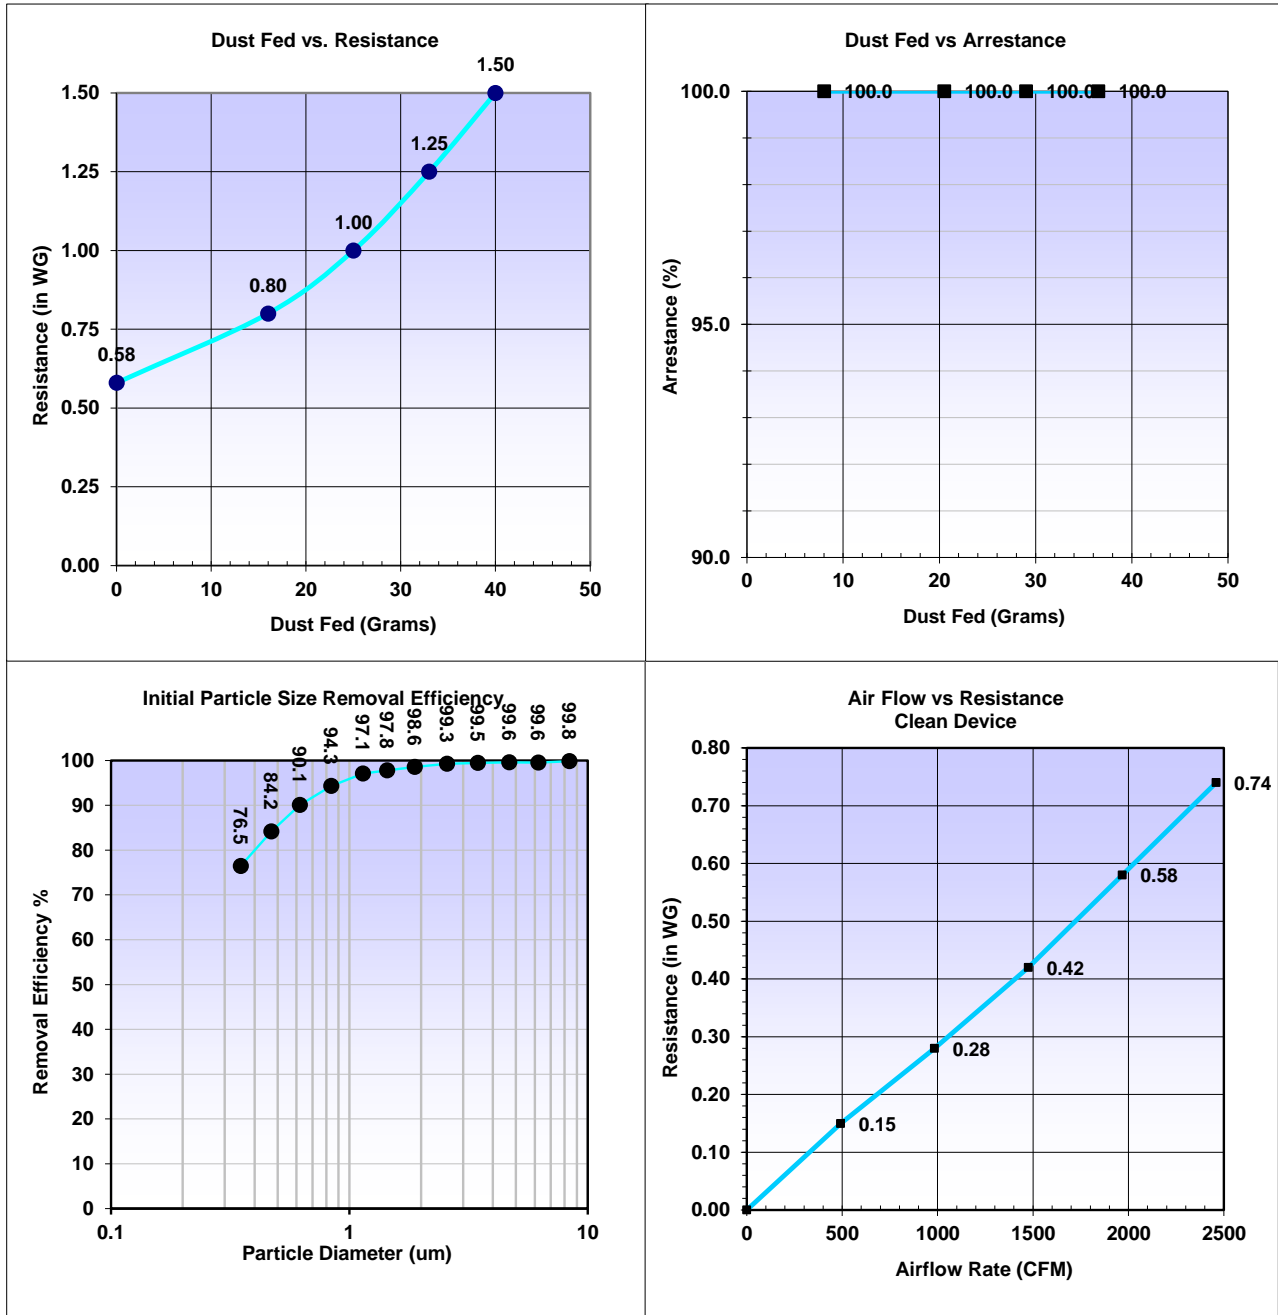 Dust Fed vs. Resistance
1.50
1.50
1.25
1.25
1.00
1.00
0.80
0.75
0.58
0.50
0.25
0.00
0 10 20 30 40 50
Resistance (in WG)
Dust Fed (Grams)
Dust Fed vs Arrestance
100.0 100.0 100.0 100.0 100.0
95.0
90.0
0 10 20 30 40 50
Arrestance (%)
Dust Fed (Grams)
Initial Particle Size Removal Efficiency
76.5 84.2 90.1 94.3 97.1 97.8 98.6 99.3 99.5 99.6 99.6 99.8
100
90
80
70
60
50
40
30
20
10
0
0.1 1 10
Removal Efficiency %
Particle Diameter (um)
Air Flow vs Resistance
Clean Device
0.80
0.74
0.70
0.60
0.58
0.50
0.42
0.40
0.30
0.28
0.20
0.15
0.10
0.00
0 500 1000 1500 2000 2500
Resistance (in WG)
Airflow Rate (CFM)